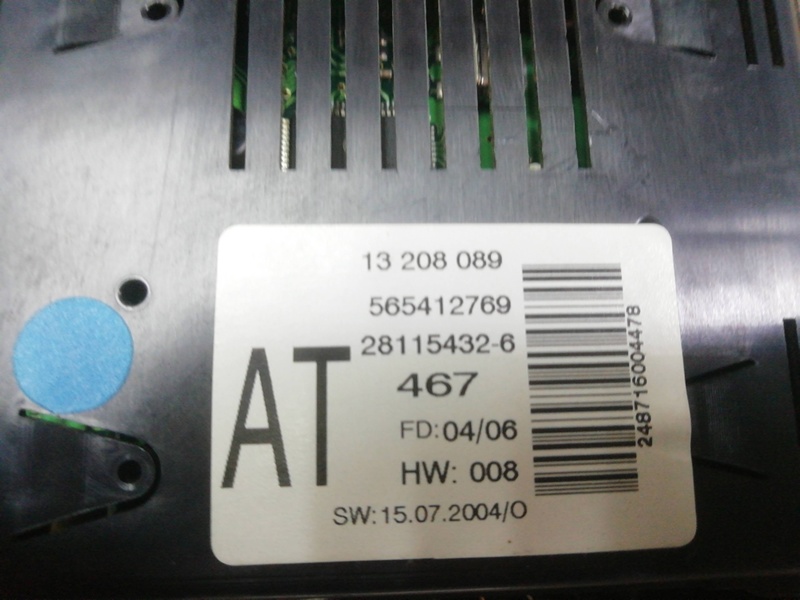 13 208 089
565412769
28115432-6
AT
467
FD: 04/06
HW: 008
SW: 15.07.2004/O
248716004478